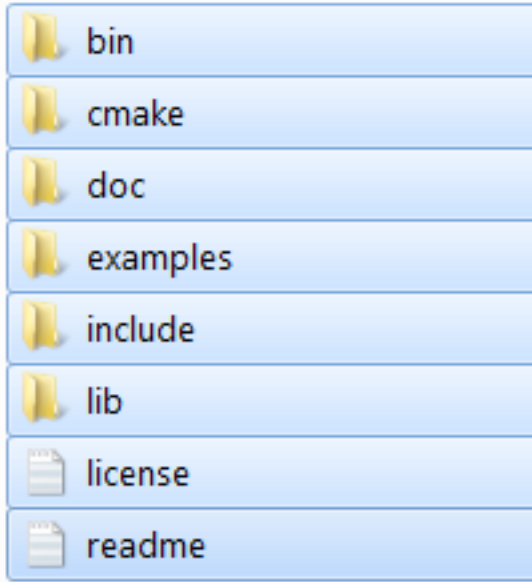 bin
cmake
doc
examples
include
lib
license
readme